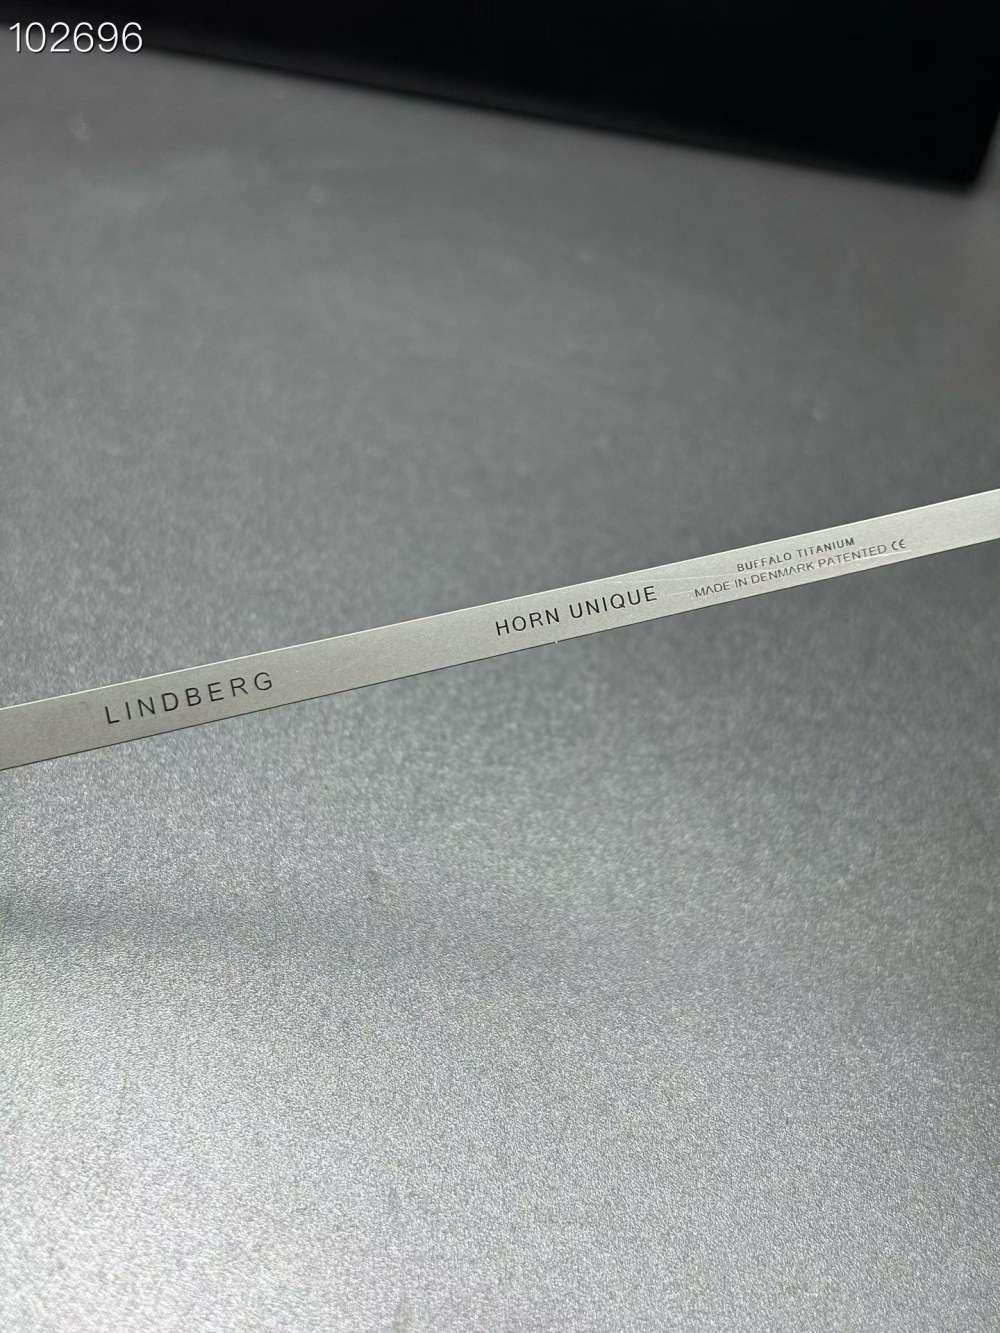 102696
LINDBERG
HORN UNIQUE
BUFFALO TITANIUM
MADE IN DENMARK PATENTED CE